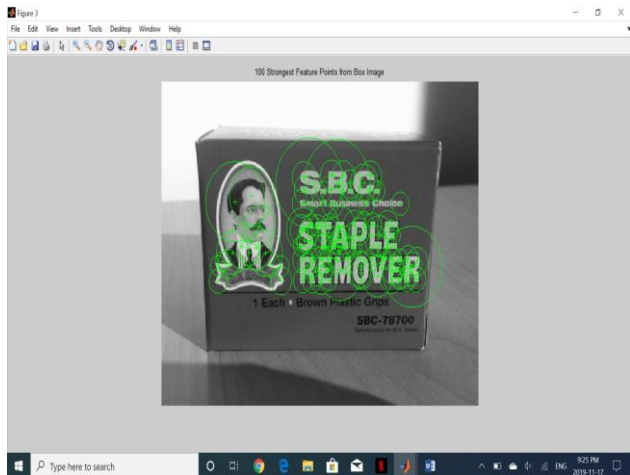 Figure 3
File Edit View Insert Tools Desktop Window Help
100 Strongest Feature Points from Box Image
S.B.C.
Smart Business Choice
STAPLE
REMOVER
1 Each • Brown Plastic Grips
SBC-78700
Type here to search
ENG
9:25 PM
2019-11-17